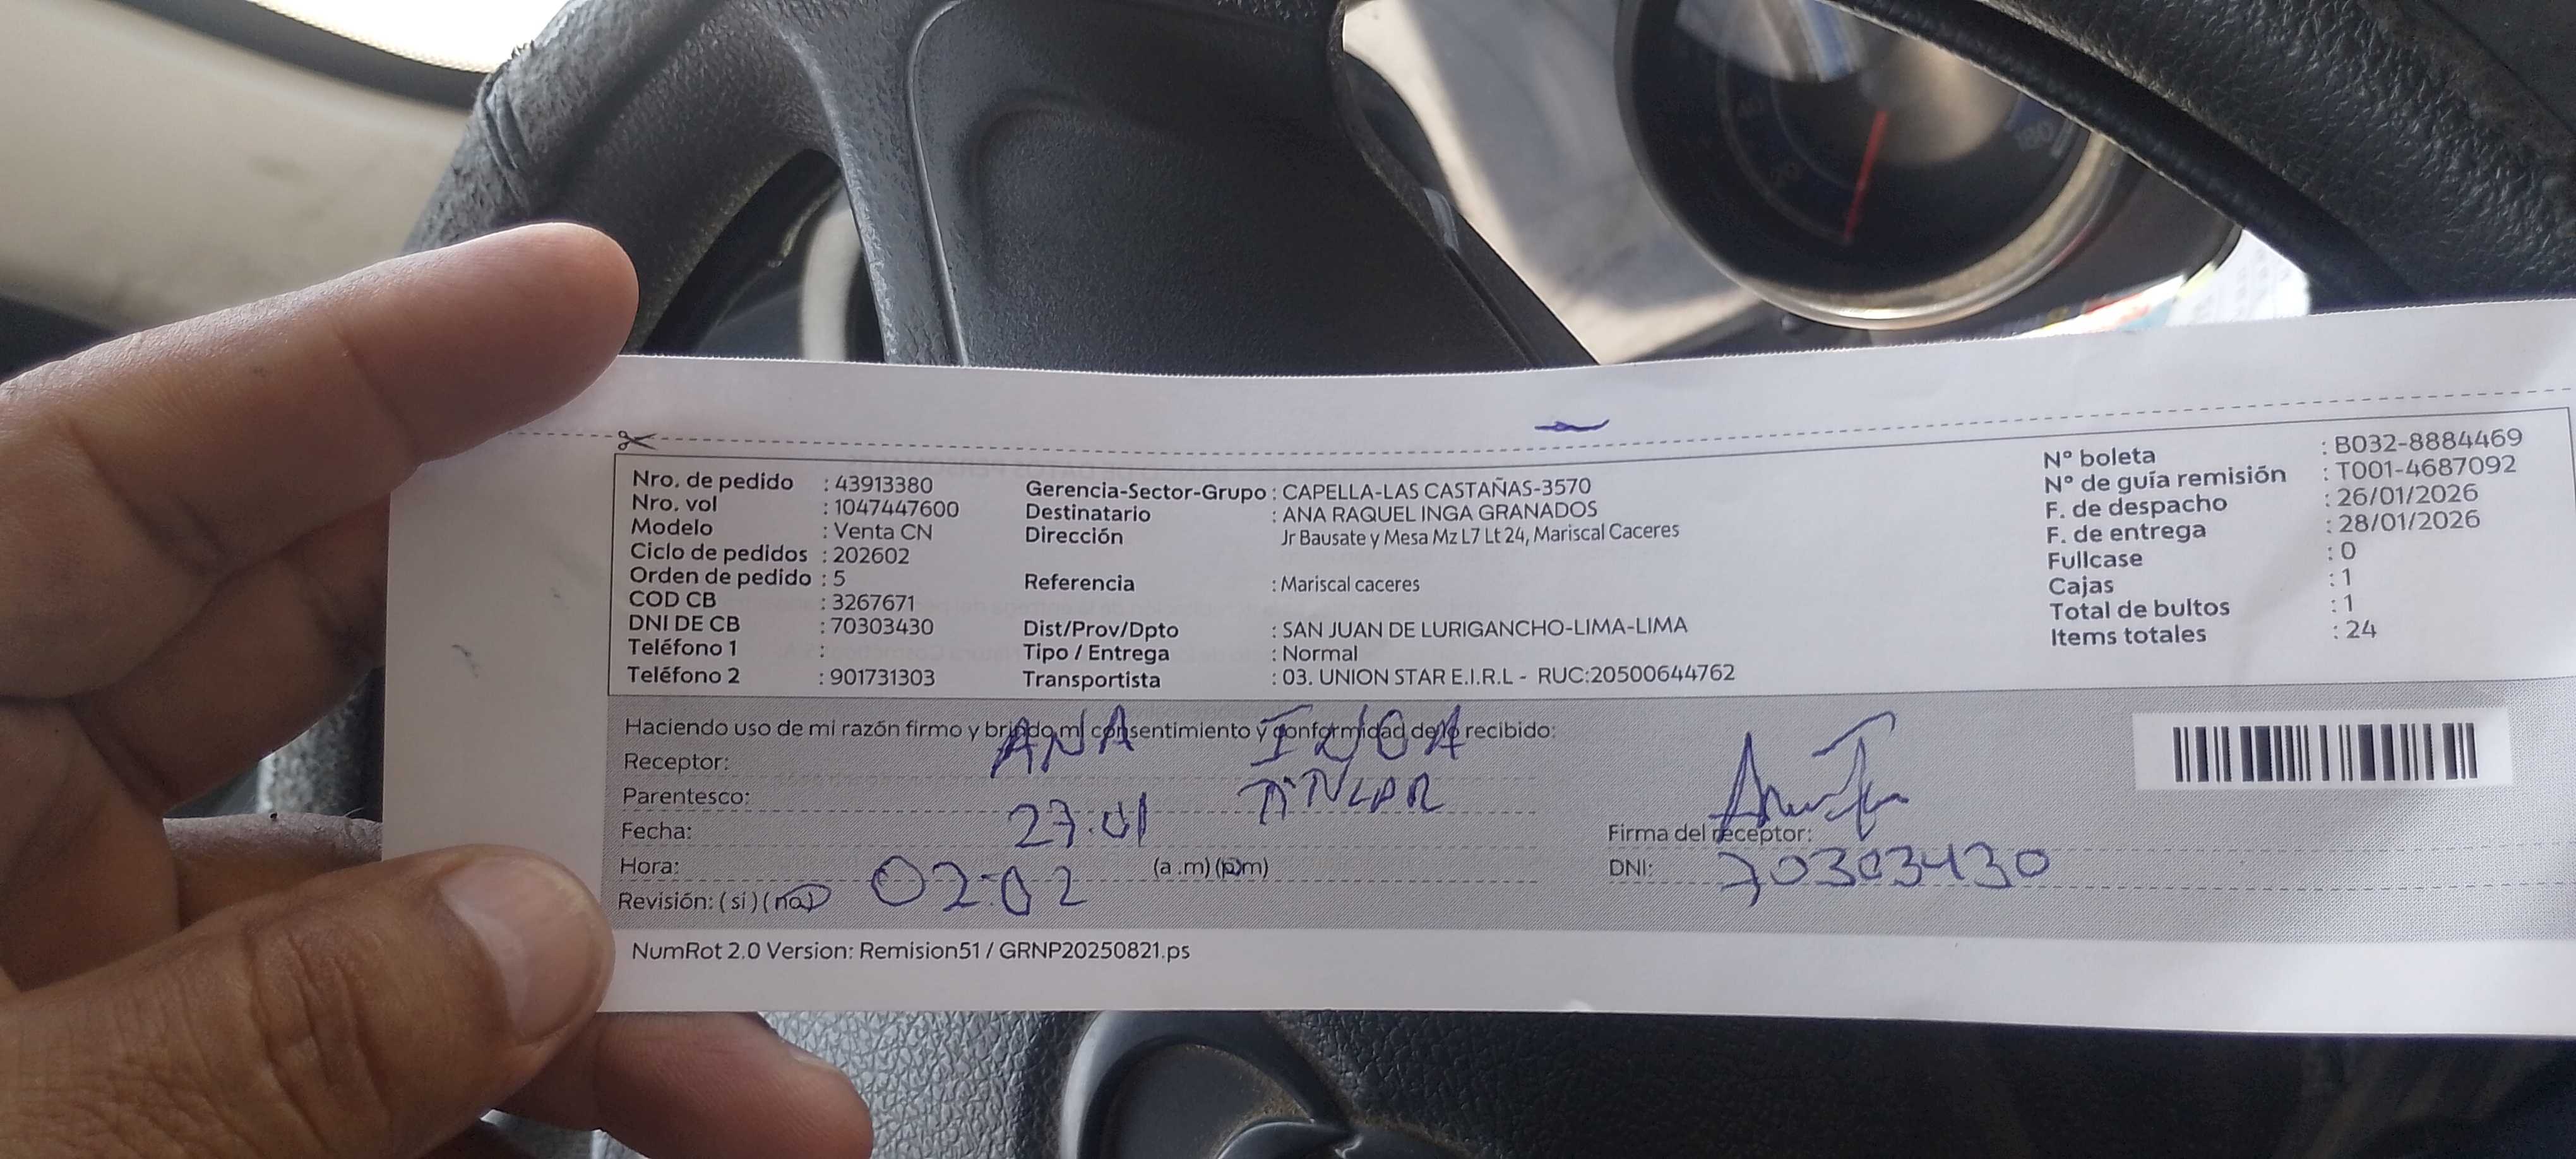 Nro. de pedido : 43913380
Nro. vol : 1047447600
Modelo : Venta CN
Ciclo de pedidos : 202602
Orden de pedido : 5
COD CB : 3267671
DNI DE CB : 70303430
Teléfono 1 :
Teléfono 2 : 901731303
Gerencia-Sector-Grupo : CAPELLA-LAS CASTAÑAS-3570
Destinatario : ANA RAQUEL INGA GRANADOS
Dirección : Jr Bausate y Mesa Mz L7 Lt 24, Mariscal Caceres
Referencia : Mariscal caceres
Dist/Prov/Dpto : SAN JUAN DE LURIGANCHO-LIMA-LIMA
Tipo / Entrega : Normal
Transportista : 03. UNION STAR E.I.R.L - RUC:20500644762
N° boleta : B032-8884469
N° de guía remisión : T001-4687092
F. de despacho : 26/01/2026
F. de entrega : 28/01/2026
Fullcase : 0
Cajas : 1
Total de bultos : 1
Items totales : 24
Haciendo uso de mi razón firmo y brindo mi consentimiento y conformidad de lo recibido:
Receptor: ANA INGA
Parentesco: TITULAR
Fecha: 27.01
Hora: 02:02 (a .m) (p.m)
Revisión: ( si ) ( no )
Firma del receptor:
DNI: 70303430
NumRot 2.0 Version: Remision51 / GRNP20250821.ps